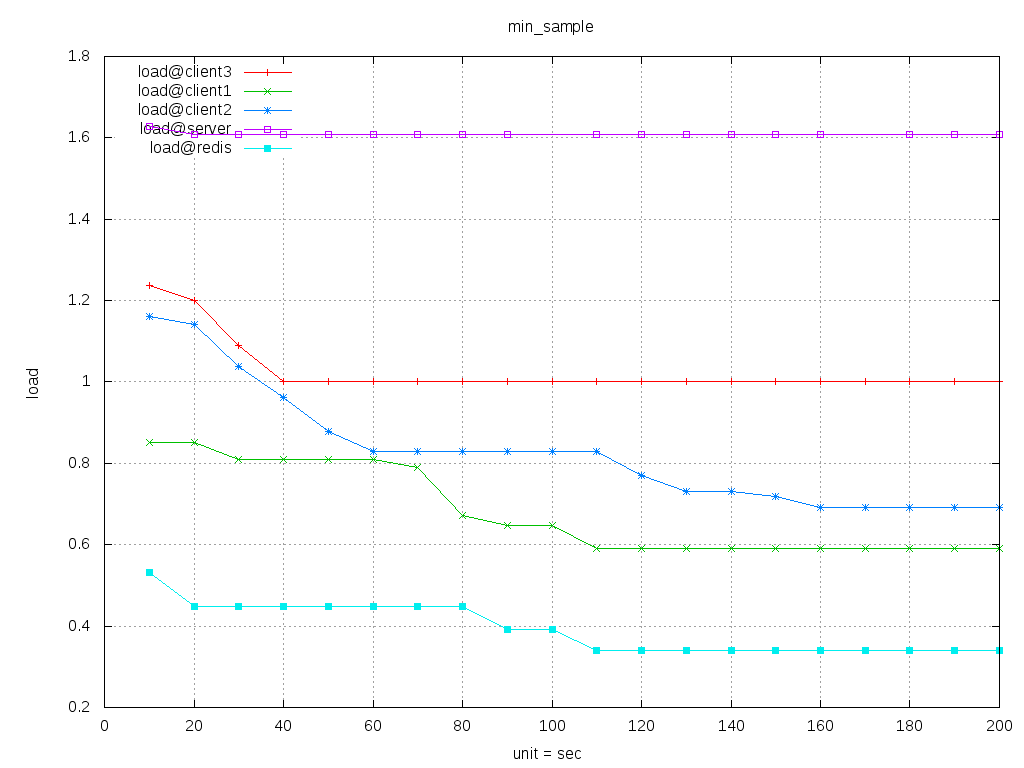 min_sample
1.8
1.6
1.4
1.2
1
0.8
0.6
0.4
0.2
load
load@client3
load@client1
load@client2
load@server
load@redis
0 20 40 60 80 100 120 140 160 180 200
unit = sec